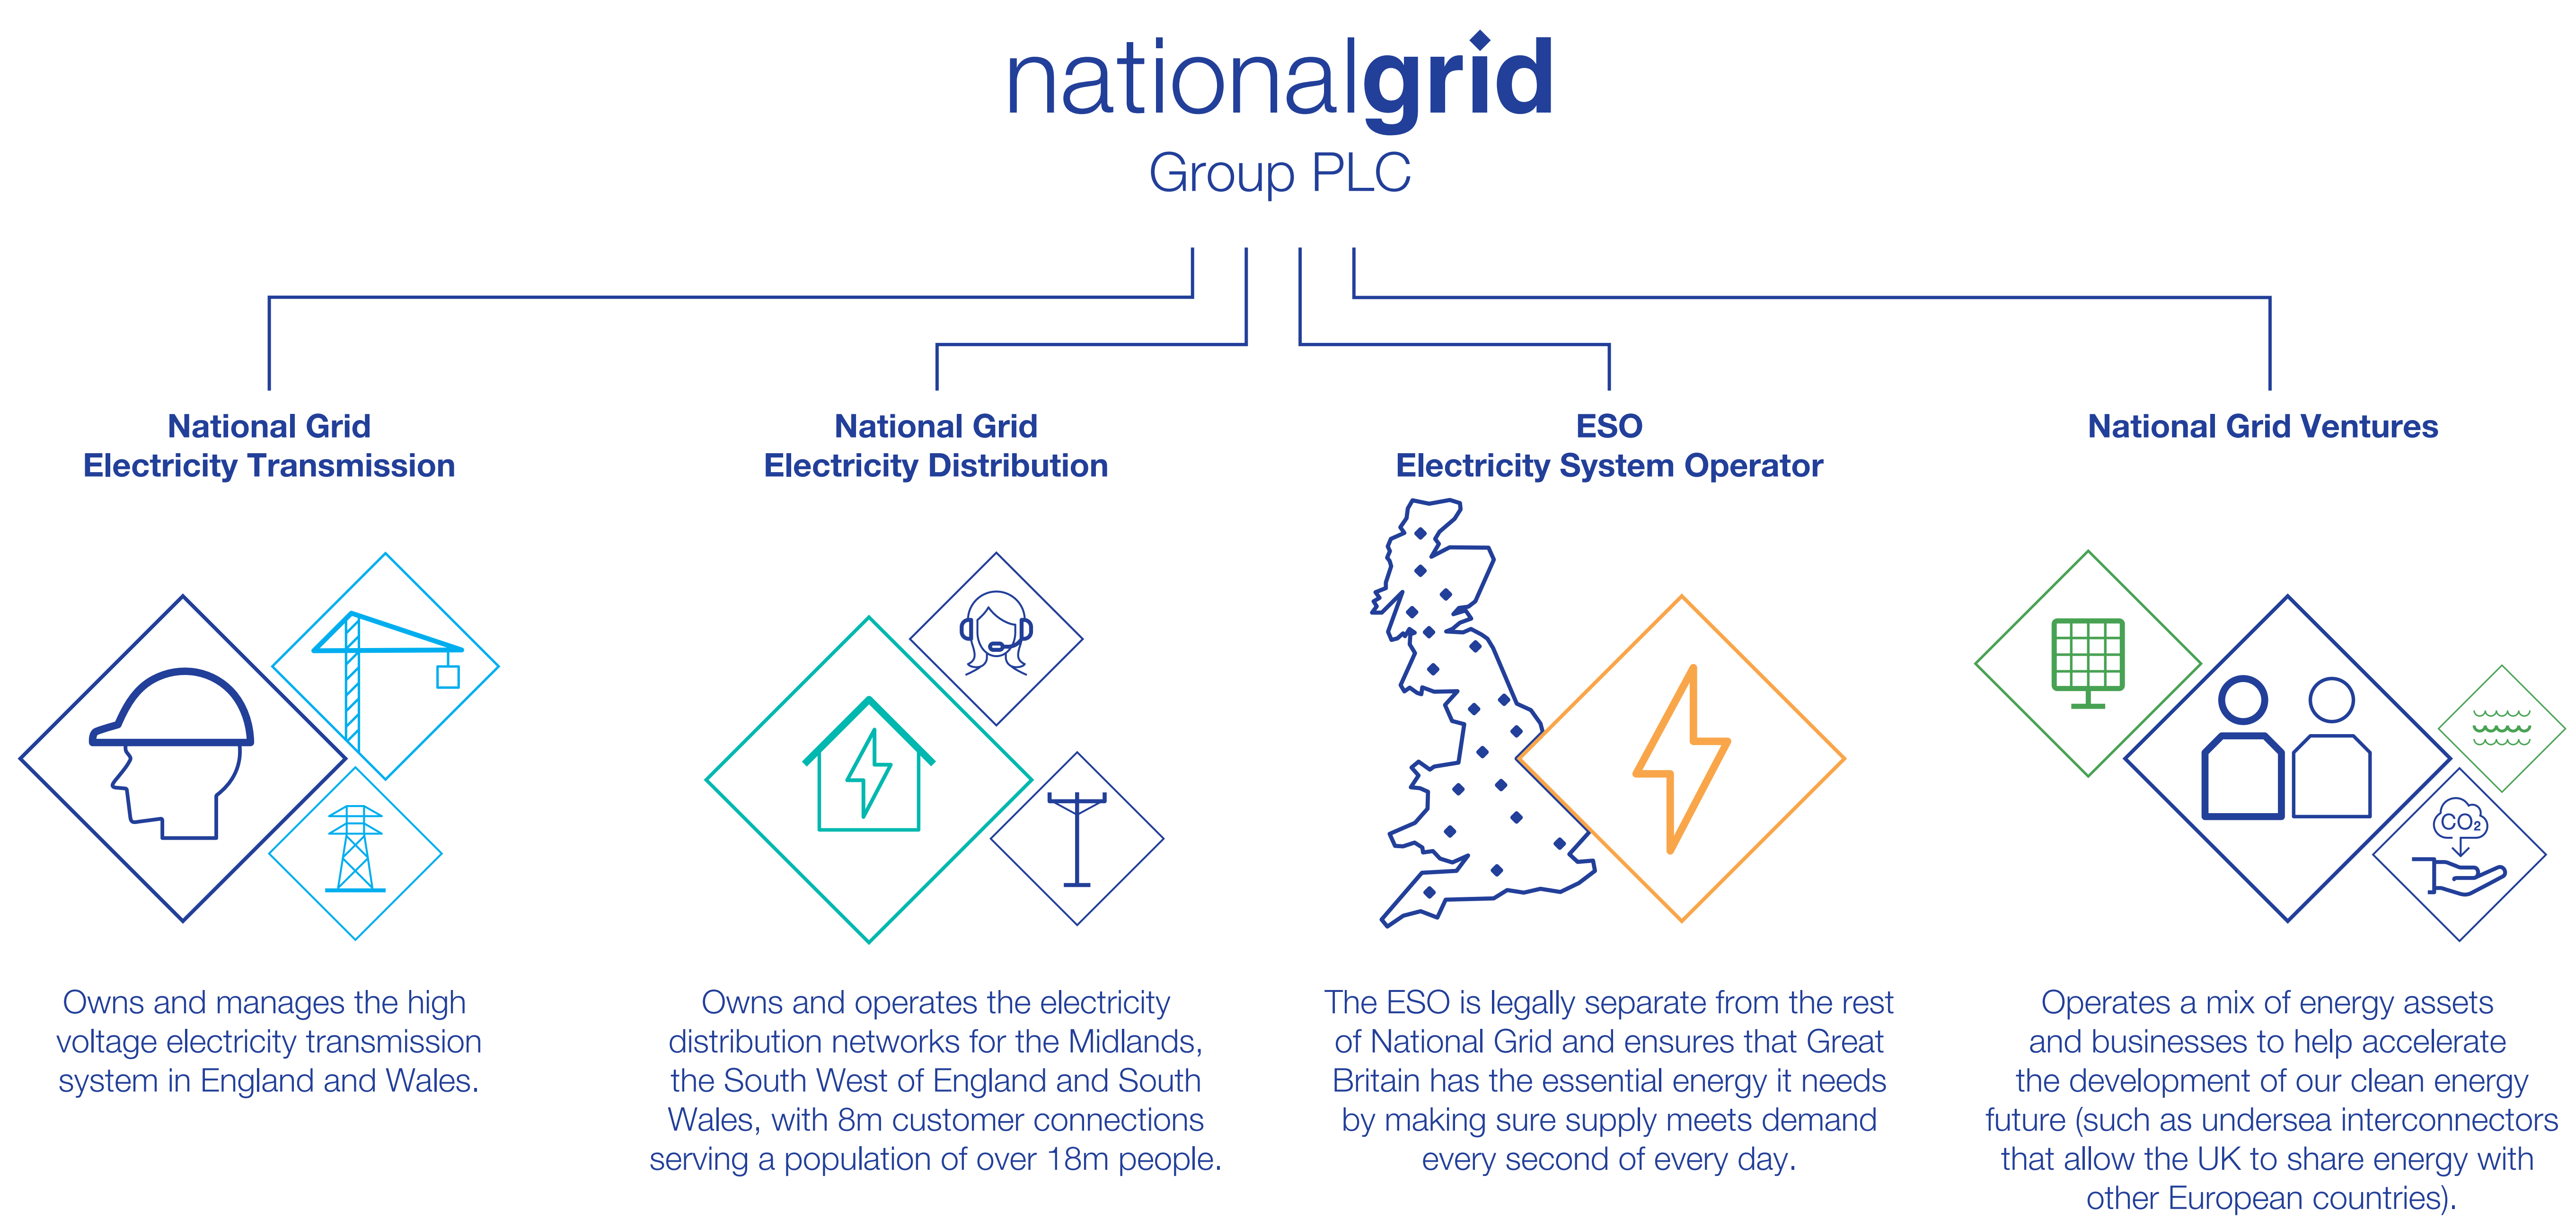 nationalgrid
Group PLC
National Grid
Electricity Transmission
National Grid
Electricity Distribution
ESO
Electricity System Operator
National Grid Ventures
CO₂
Owns and manages the high
voltage electricity transmission
system in England and Wales.
Owns and operates the electricity
distribution networks for the Midlands,
the South West of England and South
Wales, with 8m customer connections
serving a population of over 18m people.
The ESO is legally separate from the rest
of National Grid and ensures that Great
Britain has the essential energy it needs
by making sure supply meets demand
every second of every day.
Operates a mix of energy assets
and businesses to help accelerate
the development of our clean energy
future (such as undersea interconnectors
that allow the UK to share energy with
other European countries).